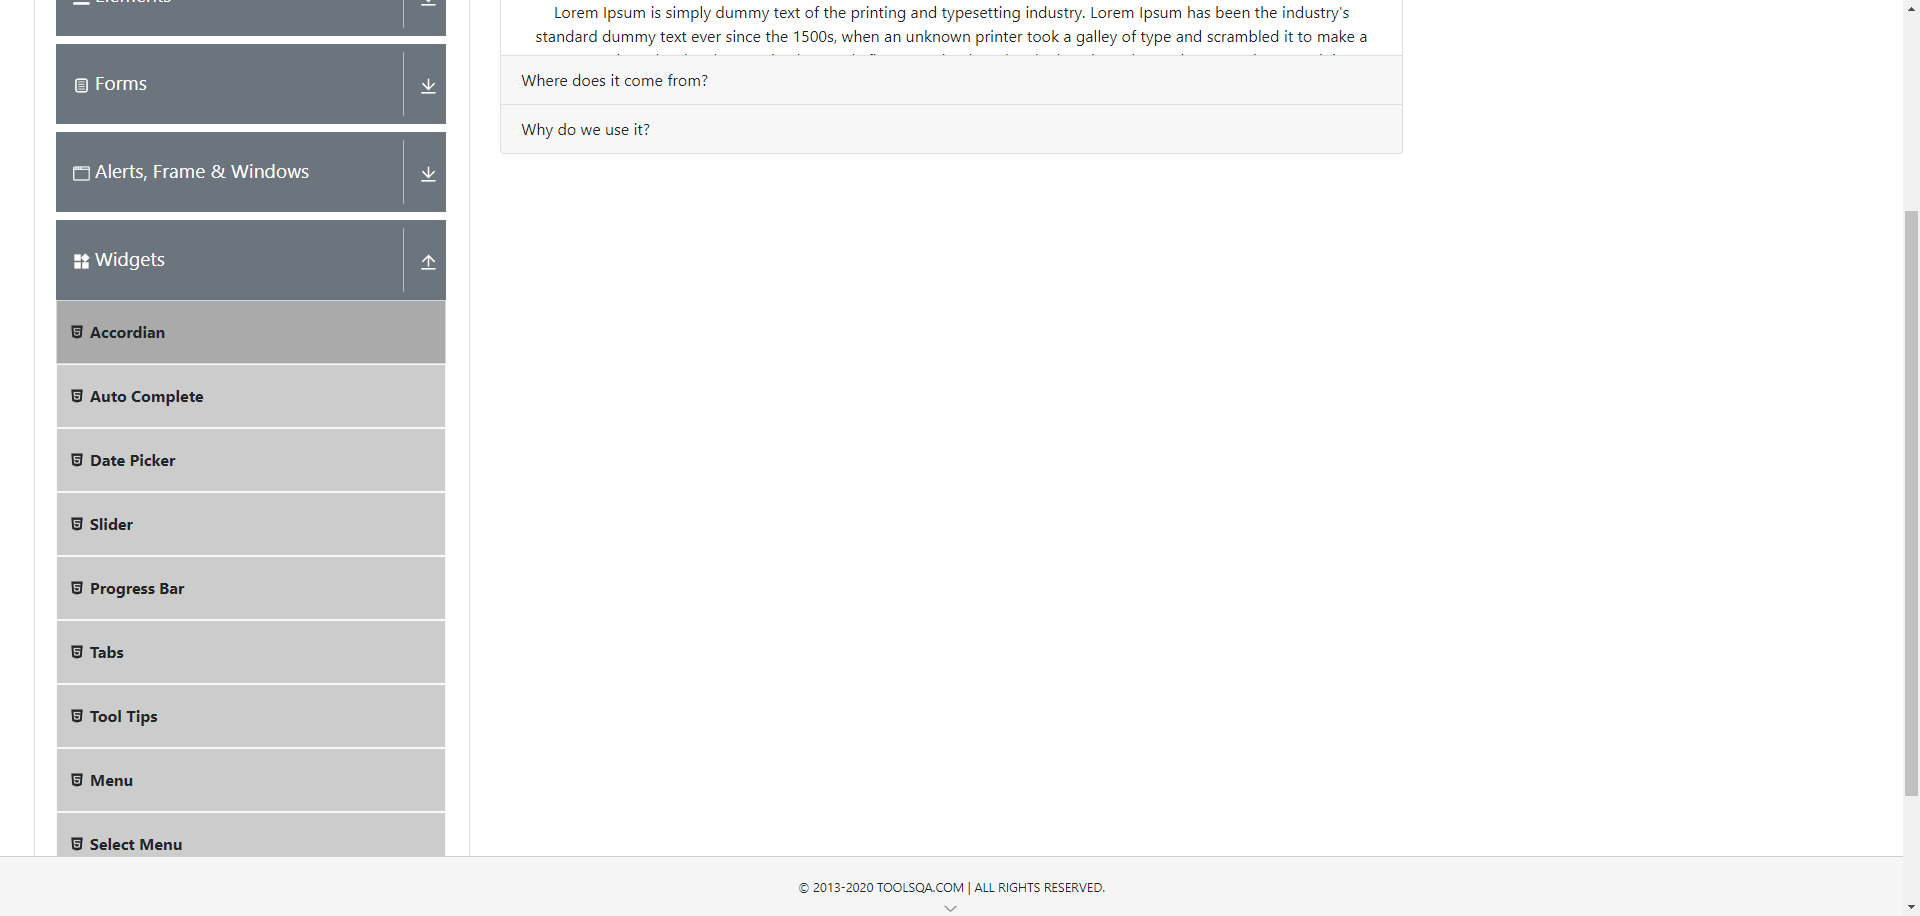 Elements
Forms
Alerts, Frame & Windows
Widgets
Accordian
Auto Complete
Date Picker
Slider
Progress Bar
Tabs
Tool Tips
Menu
Select Menu
Lorem Ipsum is simply dummy text of the printing and typesetting industry. Lorem Ipsum has been the industry's
standard dummy text ever since the 1500s, when an unknown printer took a galley of type and scrambled it to make a
Where does it come from?
Why do we use it?
© 2013-2020 TOOLSQA.COM | ALL RIGHTS RESERVED.